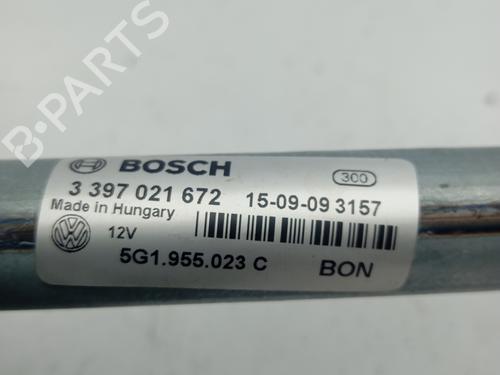 BOSCH
300
3 397 021 672 15-09-09 3157
Made in Hungary
12V
5G1.955.023 C BON
B-PARTS